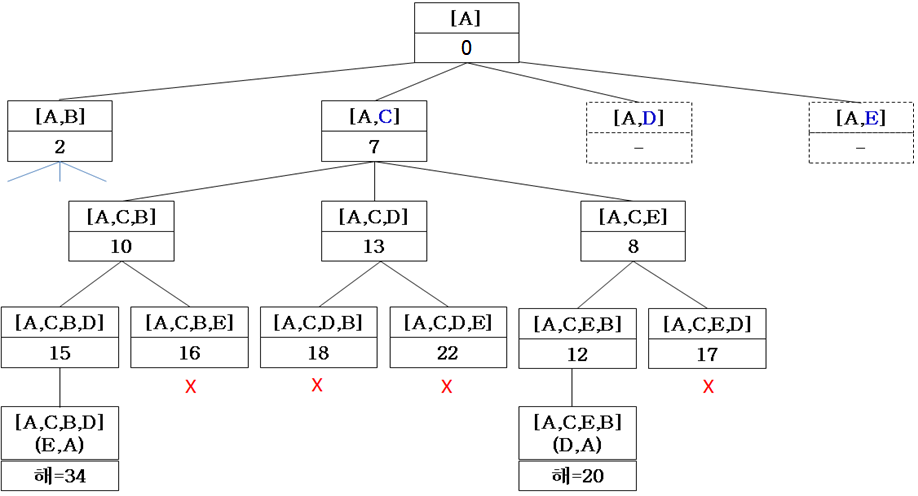 [A]
0
[A,B]
2
[A,C]
7
[A,D]
–
[A,E]
–
[A,C,B]
10
[A,C,D]
13
[A,C,E]
8
[A,C,B,D]
15
[A,C,B,E]
16
X
[A,C,D,B]
18
X
[A,C,D,E]
22
X
[A,C,E,B]
12
[A,C,E,D]
17
X
[A,C,B,D]
(E,A)
해=34
[A,C,E,B]
(D,A)
해=20